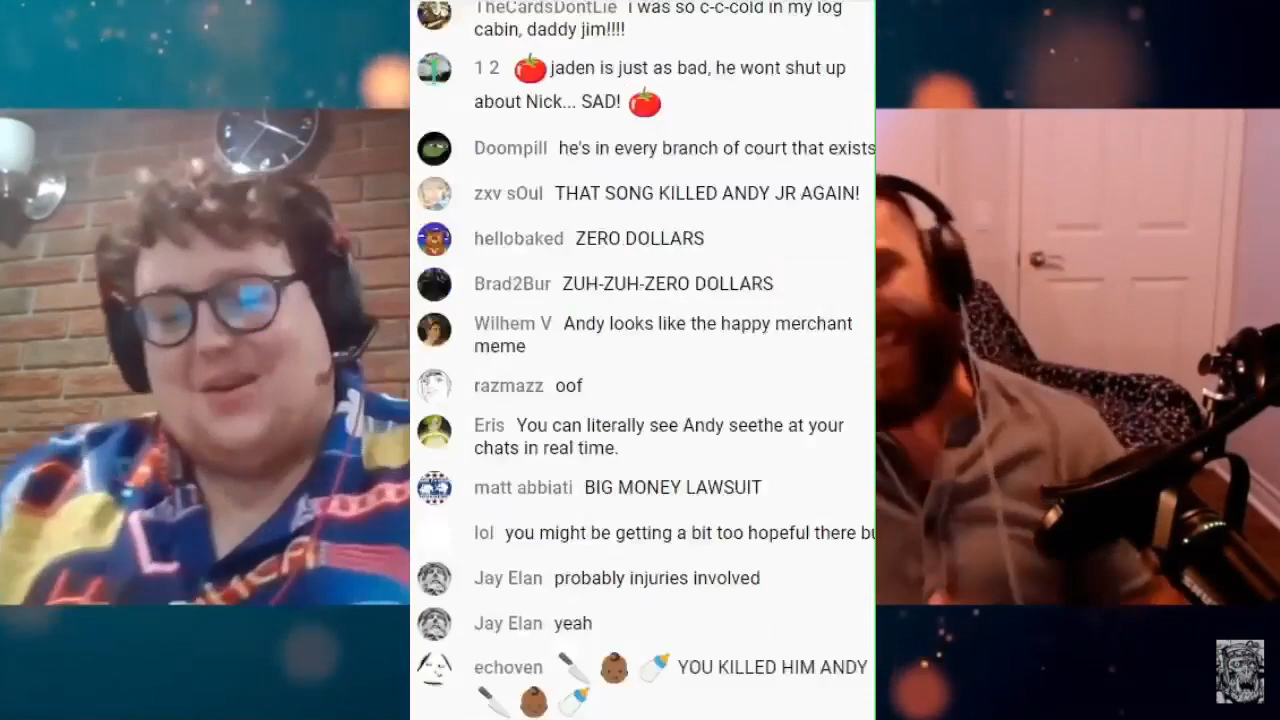 TheCardsDontLie i was so c-c-cold in my log
cabin, daddy jim!!!!
1 2 🍅 jaden is just as bad, he wont shut up
about Nick... SAD! 🍅
Doompill he's in every branch of court that exists
zxv sOul THAT SONG KILLED ANDY JR AGAIN!
hellobaked ZERO DOLLARS
Brad2Bur ZUH-ZUH-ZERO DOLLARS
Wilhem V Andy looks like the happy merchant
meme
razmazz oof
Eris You can literally see Andy seethe at your
chats in real time.
matt abbiati BIG MONEY LAWSUIT
lol you might be getting a bit too hopeful there
Jay Elan probably injuries involved
Jay Elan yeah
echoven 🔪 👶🏾 🍼 YOU KILLED HIM ANDY
🔪 👶🏾 🍼